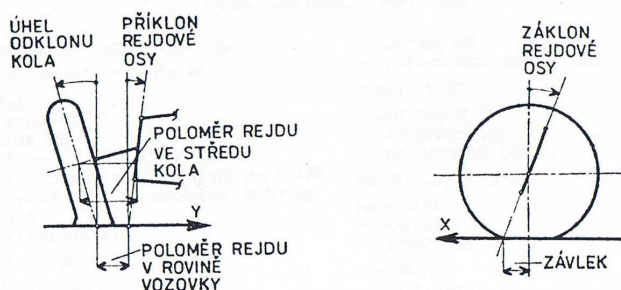 ÚHEL
ODKLONU
KOLA
PŘÍKLON
REJDOVÉ
OSY
POLOMĚR REJDU
VE STŘEDU
KOLA
Y
POLOMĚR REJDU
V ROVINĚ
VOZOVKY
ZÁKLON
REJDOVÉ
OSY
X
ZÁVLEK